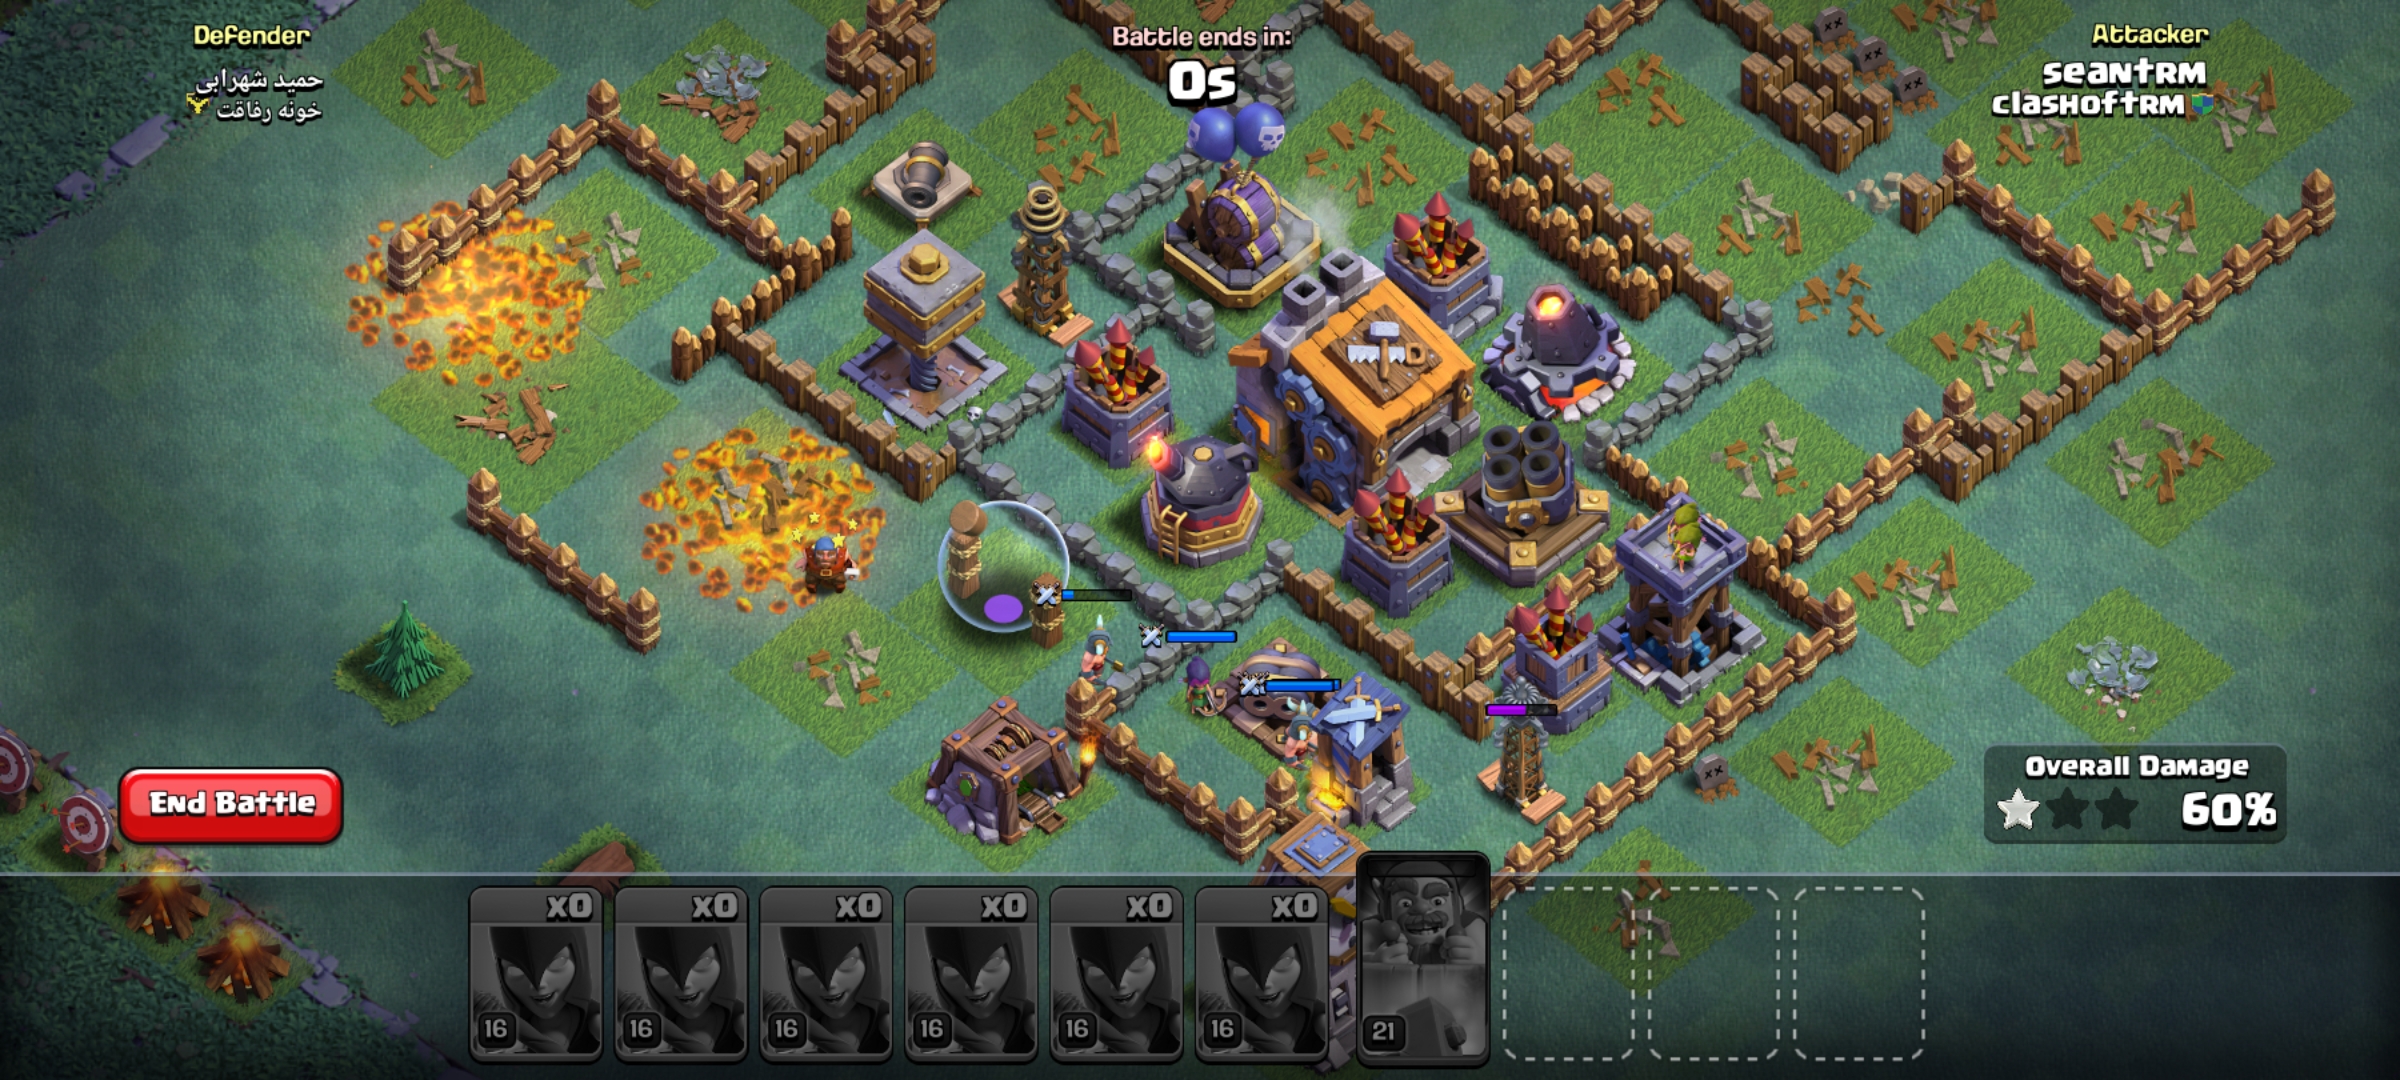 Defender
حمید شهرابی
خونه رفاقت
Battle ends in:
0s
Attacker
seantRM
clashoftRM
End Battle
Overall Damage
60%
x0
x0
x0
x0
x0
x0
16
16
16
16
16
16
21